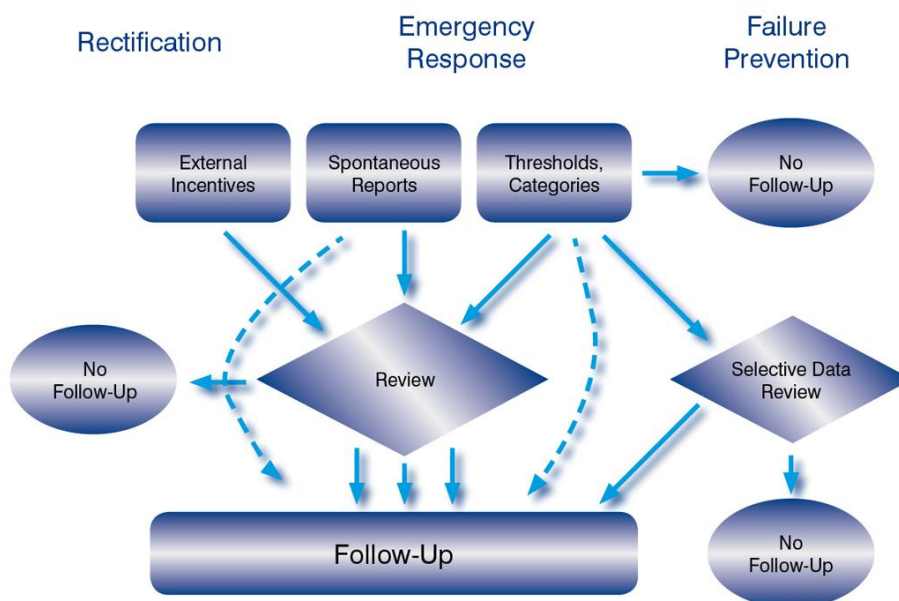 Rectification
Emergency
Response
Failure
Prevention
External
Incentives
Spontaneous
Reports
Thresholds,
Categories
No
Follow-Up
No
Follow-Up
Review
Selective Data
Review
Follow-Up
No
Follow-Up